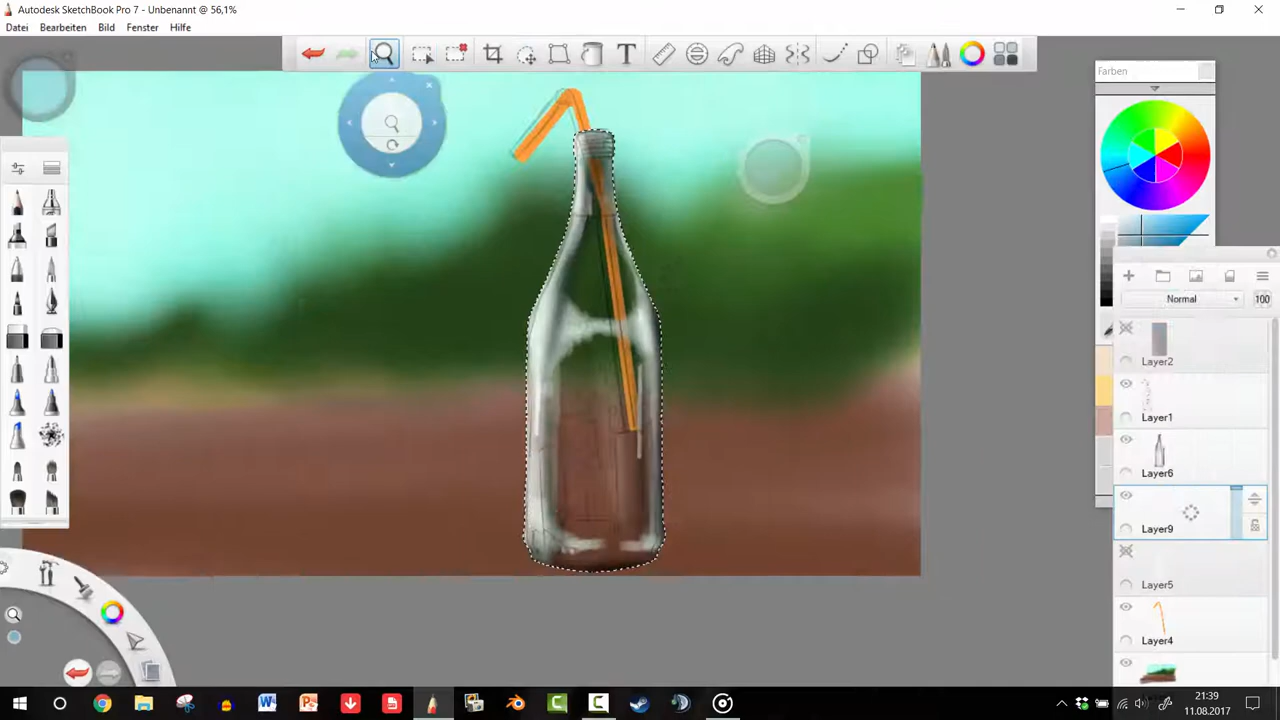 Autodesk SketchBook Pro 7 - Unbenannt @ 56,1%
Datei Bearbeiten Bild Fenster Hilfe
T
Farben
Normal 100
Layer2
Layer1
Layer6
Layer9
Layer5
Layer4
21:39
11.08.2017